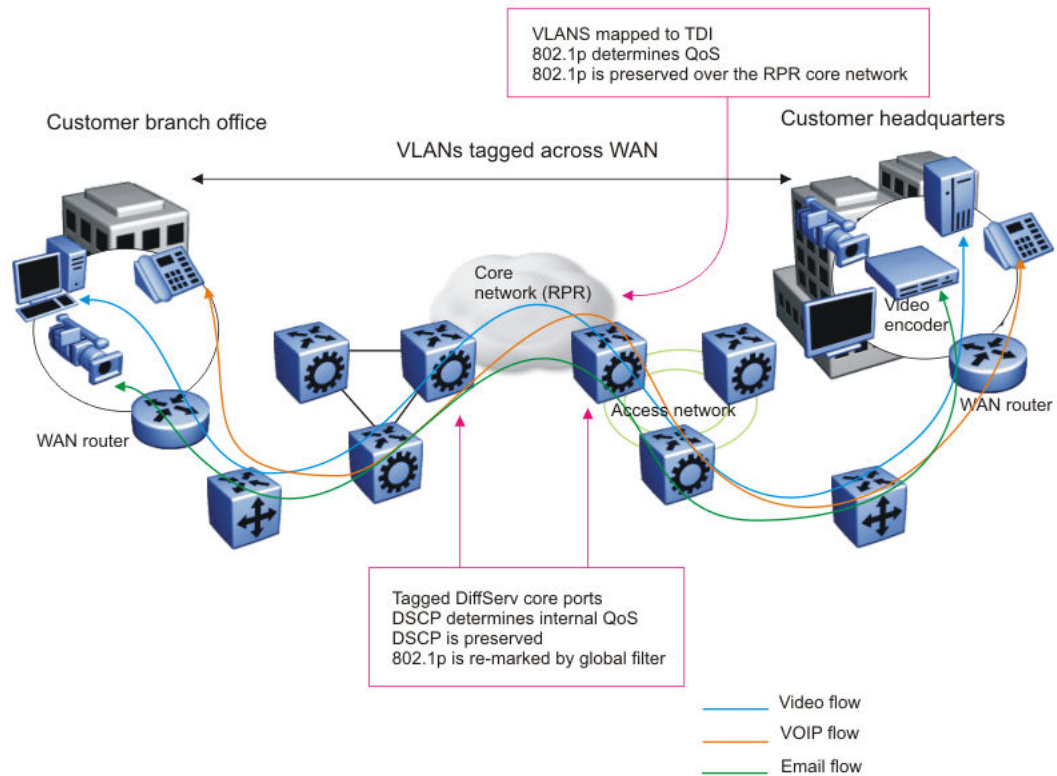 VLANS mapped to TDI
802.1p determines QoS
802.1p is preserved over the RPR core network
Customer branch office
Customer headquarters
VLANs tagged across WAN
Core
network (RPR)
Video
encoder
Access network
WAN router
WAN router
Tagged DiffServ core ports
DSCP determines internal QoS
DSCP is preserved
802.1p is re-marked by global filter
Video flow
VOIP flow
Email flow